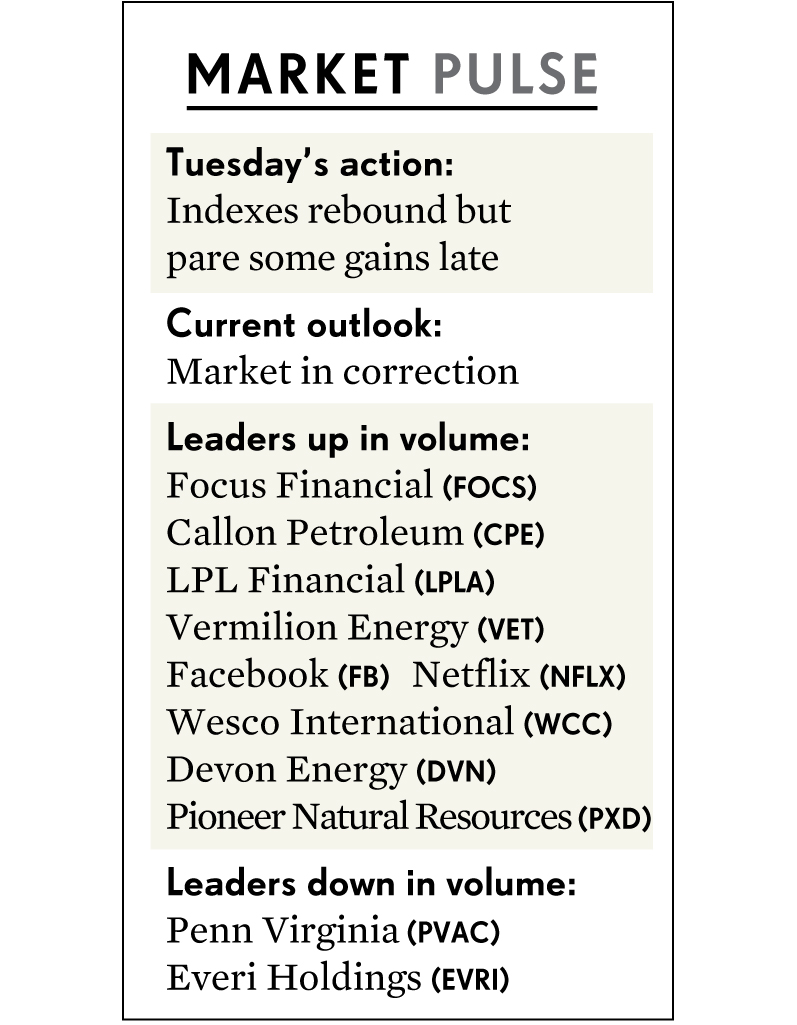 MARKET PULSE
Tuesday’s action:
Indexes rebound but
pare some gains late
Current outlook:
Market in correction
Leaders up in volume:
Focus Financial (FOCS)
Callon Petroleum (CPE)
LPL Financial (LPLA)
Vermilion Energy (VET)
Facebook (FB) Netflix (NFLX)
Wesco International (WCC)
Devon Energy (DVN)
Pioneer Natural Resources (PXD)
Leaders down in volume:
Penn Virginia (PVAC)
Everi Holdings (EVRI)